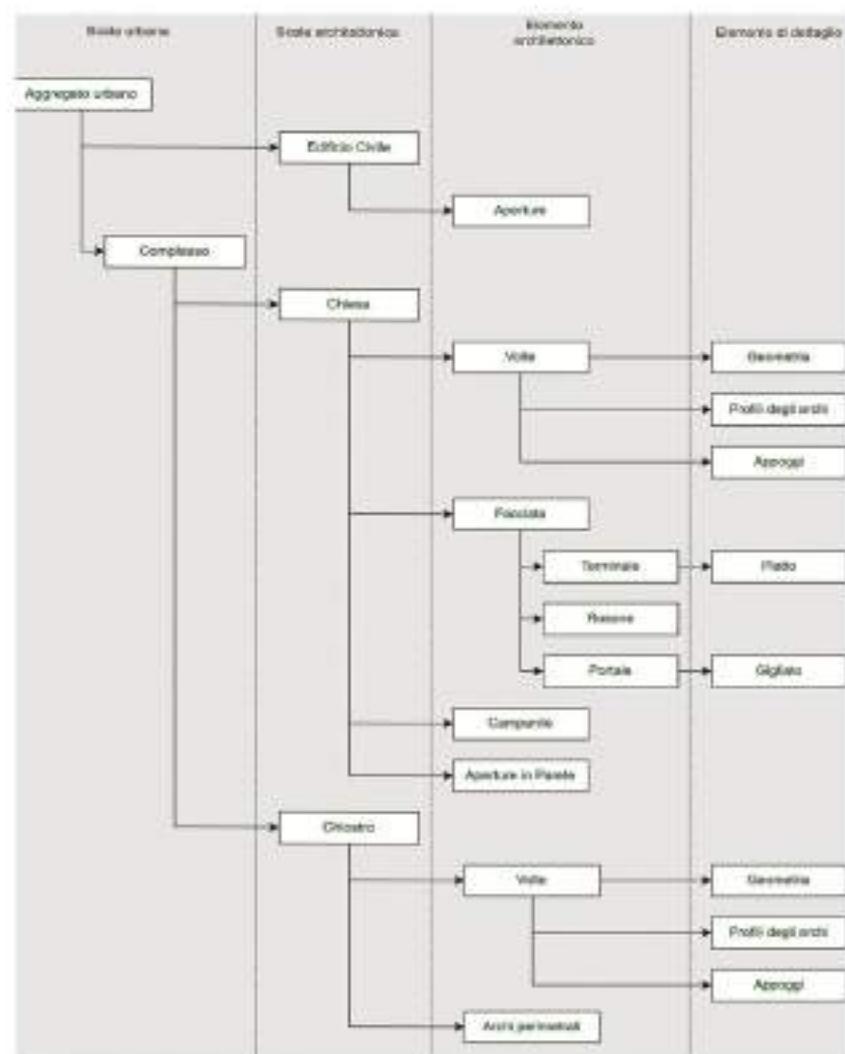 Scala urbana
Scala architettonica
Elemento
architettonico
Elemento di dettaglio
Aggregato urbano
Edificio Civile
Aperture
Complesso
Chiesa
Volte
Geometria
Profili degli archi
Appoggi
Facciata
Terminale
Piatto
Rosone
Portale
Gigliato
Campanile
Aperture in Parete
Chiostro
Volte
Geometria
Profili degli archi
Appoggi
Archi perimetrali